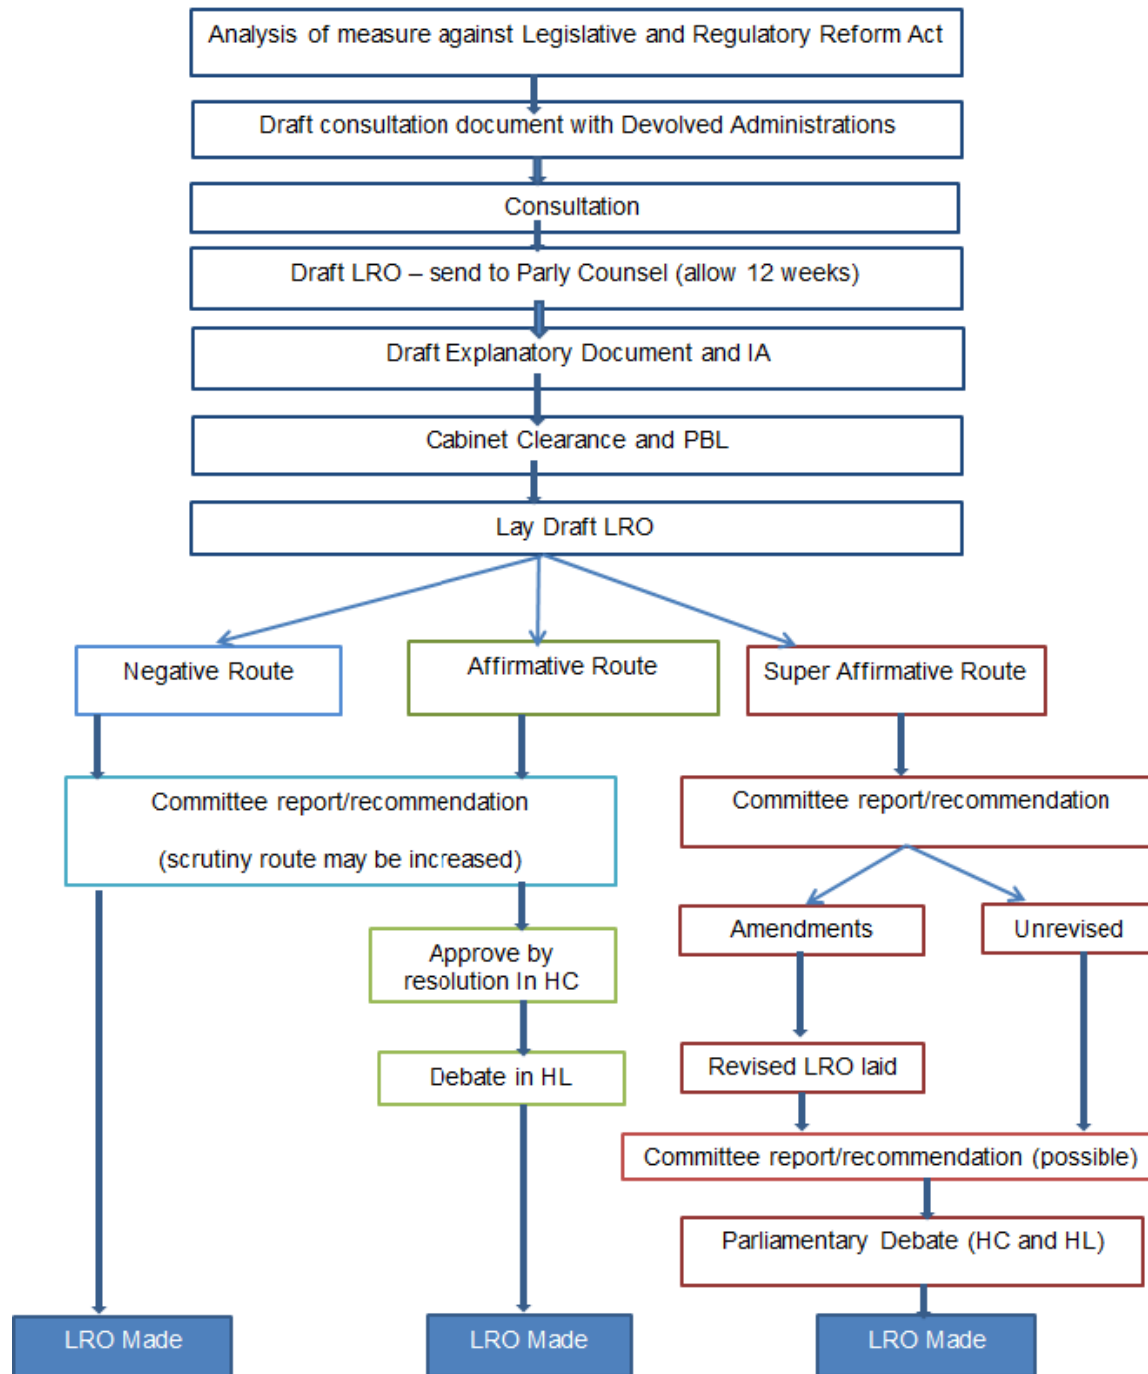 Analysis of measure against Legislative and Regulatory Reform Act
Draft consultation document with Devolved Administrations
Consultation
Draft LRO – send to Parly Counsel (allow 12 weeks)
Draft Explanatory Document and IA
Cabinet Clearance and PBL
Lay Draft LRO
Negative Route
Affirmative Route
Super Affirmative Route
Committee report/recommendation
(scrutiny route may be increased)
Committee report/recommendation
Approve by
resolution In HC
Amendments
Unrevised
Debate in HL
Revised LRO laid
Committee report/recommendation (possible)
Parliamentary Debate (HC and HL)
LRO Made
LRO Made
LRO Made